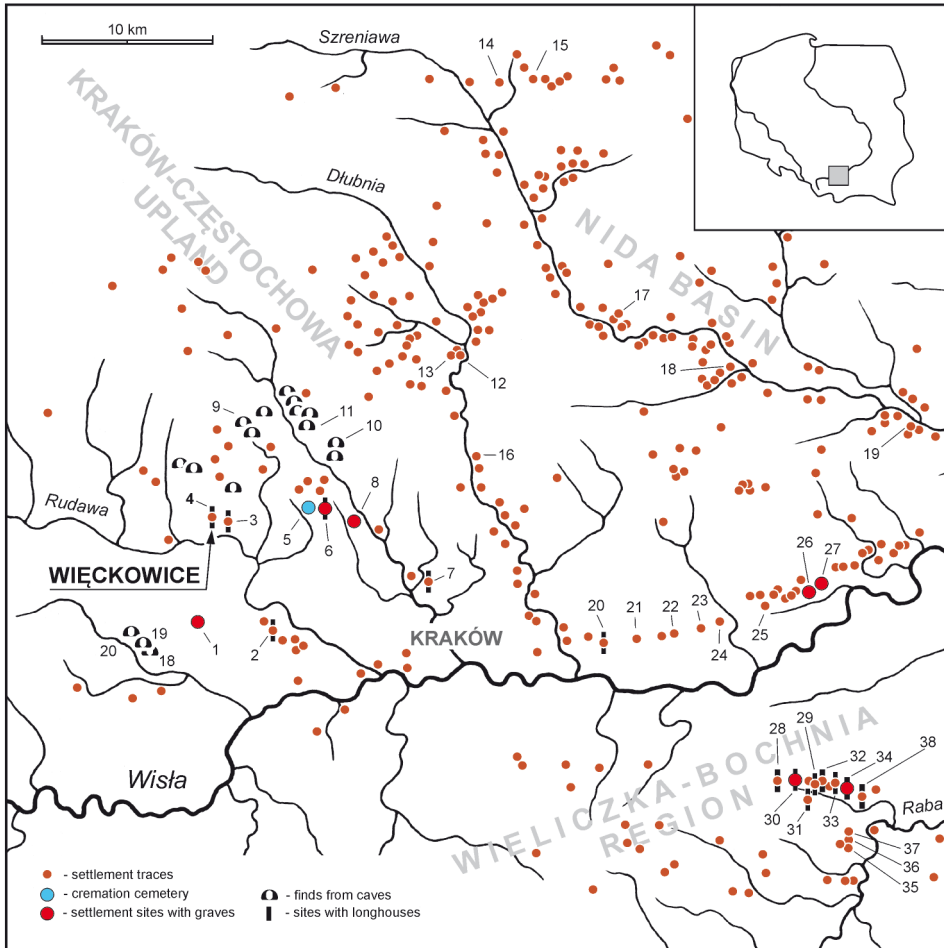 10 km
Szreniawa
14
15
KRAKÓW-CZĘSTOCHOWA
UPLAND
Dłubnia
NIDA BASIN
17
13
12
18
9
11
10
19
16
Rudawa
4
3
5
6
8
7
26
27
WIĘCKOWICE
25
20
21
22
23
24
KRAKÓW
1
2
20
19
18
Wisła
WIELICZKA-BOCHNIA
REGION
28
29
32
34
38
30
31
33
Raba
37
36
35
- settlement traces
- cremation cemetery
- settlement sites with graves
- finds from caves
- sites with longhouses